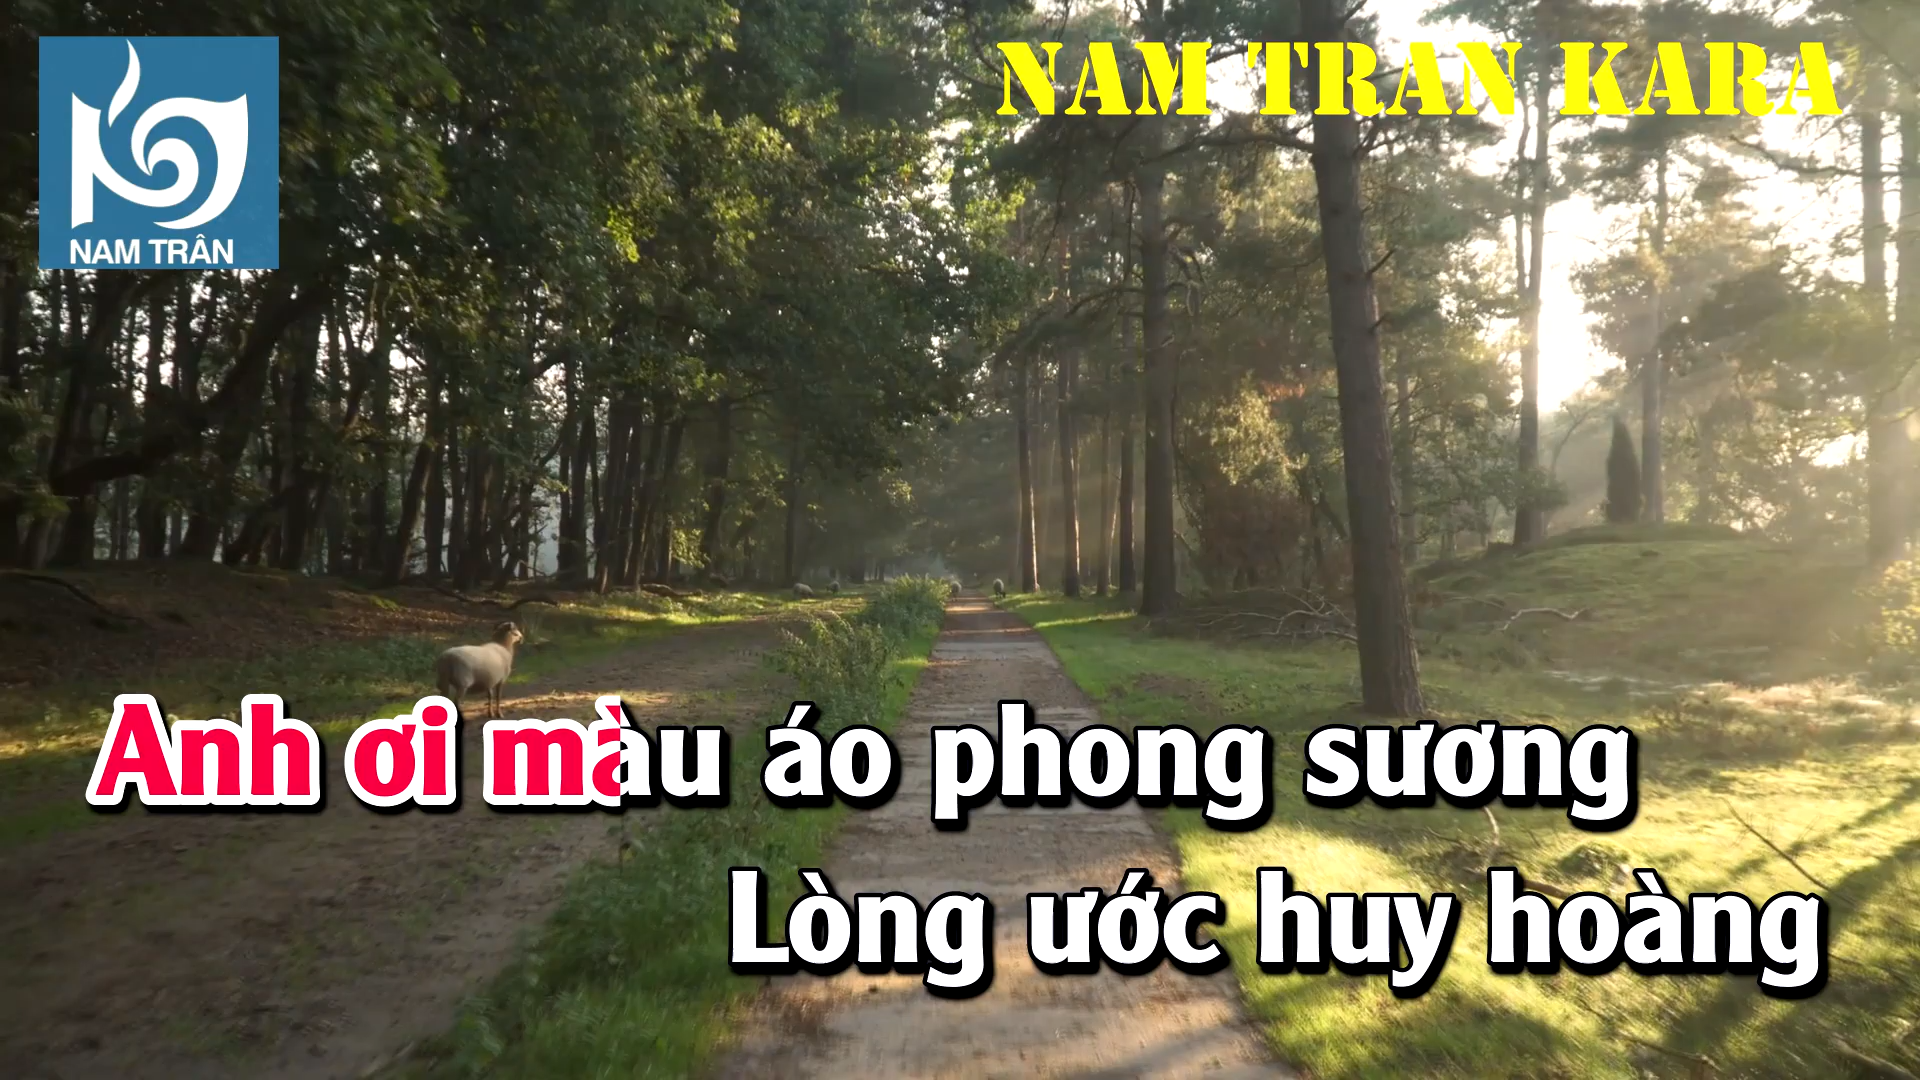 NAM TRAN KARA
NAM TRÂN
Anh ơi màu áo phong sương
Lòng ước huy hoàng